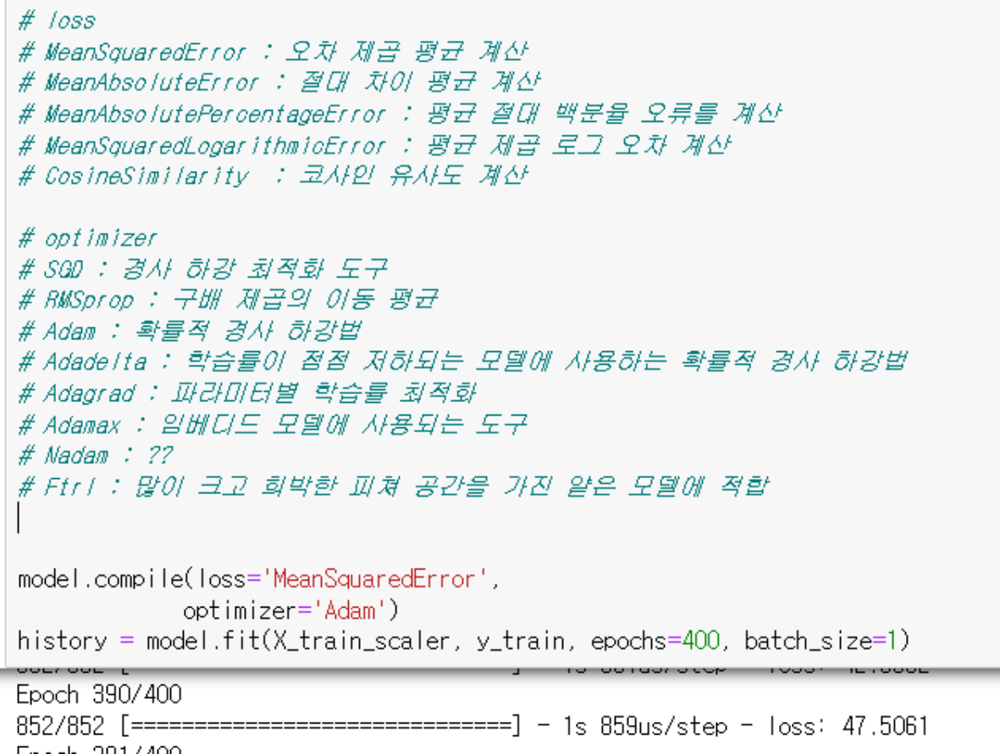 # loss
# MeanSquaredError : 오차 제곱 평균 계산
# MeanAbsoluteError : 절대 차이 평균 계산
# MeanAbsolutePercentageError : 평균 절대 백분율 오류를 계산
# MeanSquaredLogarithmicError : 평균 제곱 로그 오차 계산
# CosineSimilarity : 코사인 유사도 계산
# optimizer
# SGD : 경사 하강 최적화 도구
# RMSprop : 구배 제곱의 이동 평균
# Adam : 확률적 경사 하강법
# Adadelta : 학습률이 점점 저하되는 모델에 사용하는 확률적 경사 하강법
# Adagrad : 파라미터별 학습률 최적화
# Adamax : 임베디드 모델에 사용되는 도구
# Nadam : ??
# Ftrl : 많이 크고 희박한 피쳐 공간을 가진 얕은 모델에 적합
model.compile(loss='MeanSquaredError',
optimizer='Adam')
history = model.fit(X_train_scaler, y_train, epochs=400, batch_size=1)
Epoch 390/400
852/852 [==============================] - 1s 859us/step - loss: 47.5061
Epoch 391/400